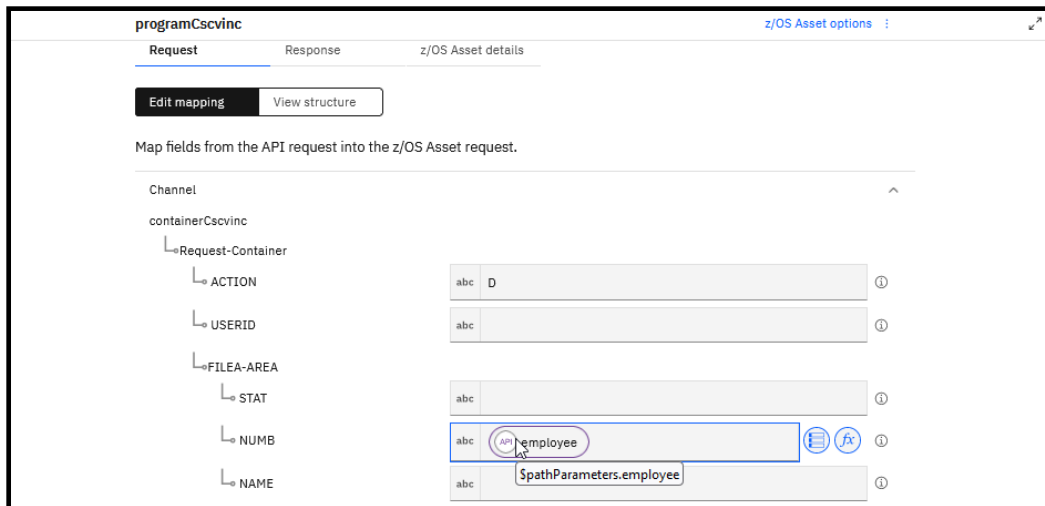 programCscvinc
z/OS Asset options
Request Response z/OS Asset details
Edit mapping View structure
Map fields from the API request into the z/OS Asset request.
Channel
containerCscvinc
Request-Container
ACTION abc D
USERID abc
FILEA-AREA
STAT abc
NUMB abc API employee fx
$pathParameters.employee
NAME abc